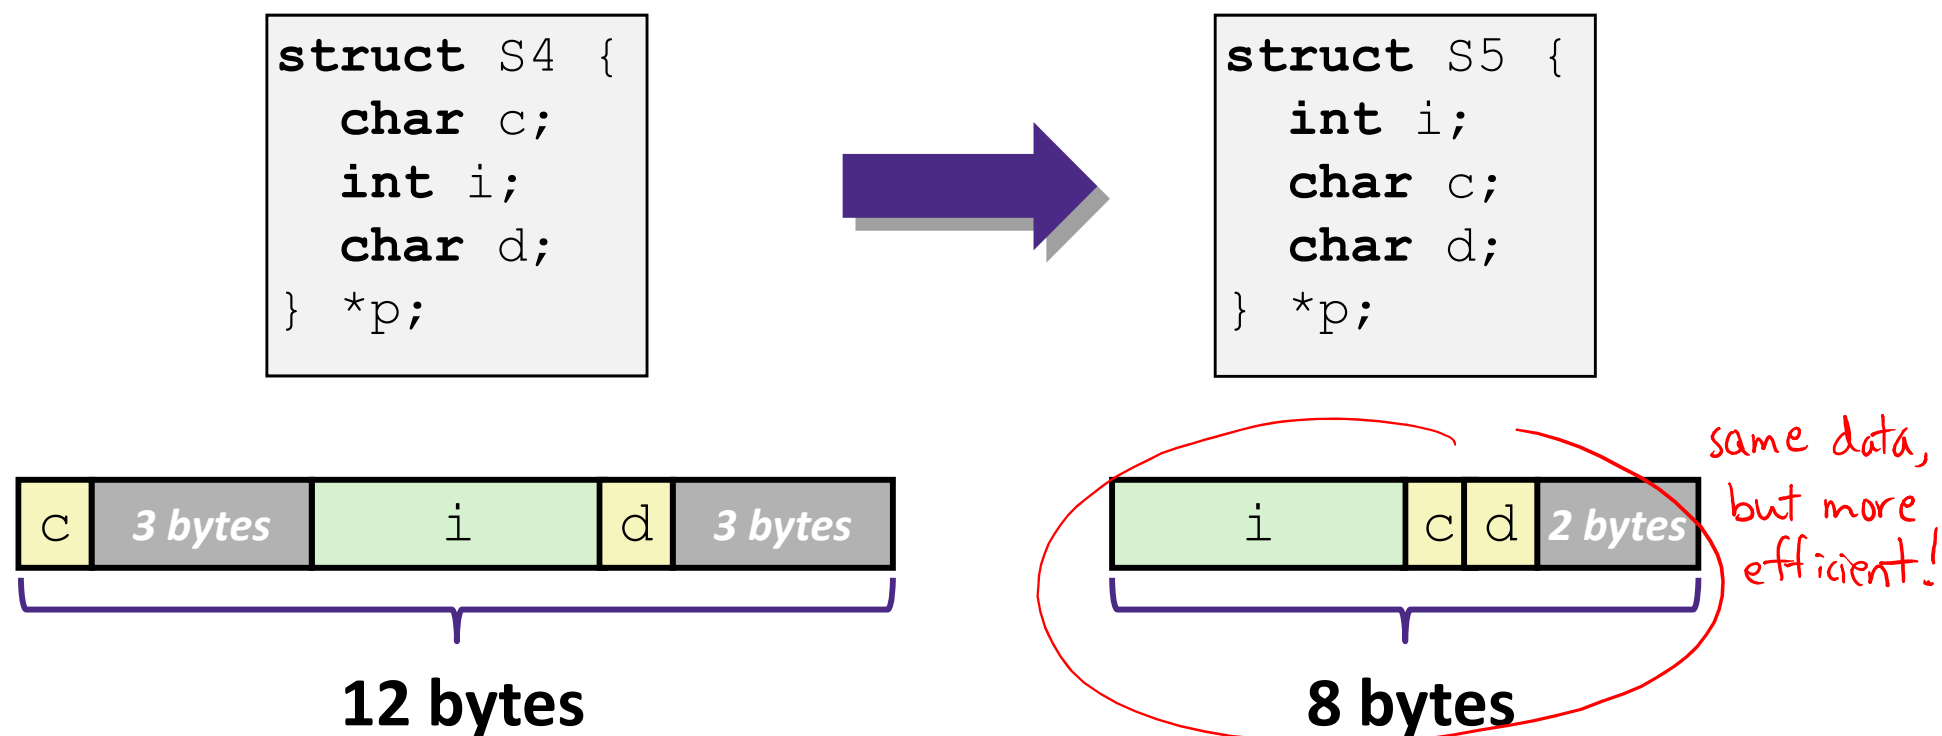 struct S4 {
char c;
int i;
char d;
} *p;
struct S5 {
int i;
char c;
char d;
} *p;
c 3 bytes i d 3 bytes
12 bytes
i c d 2 bytes
8 bytes
same data,
but more
efficient!